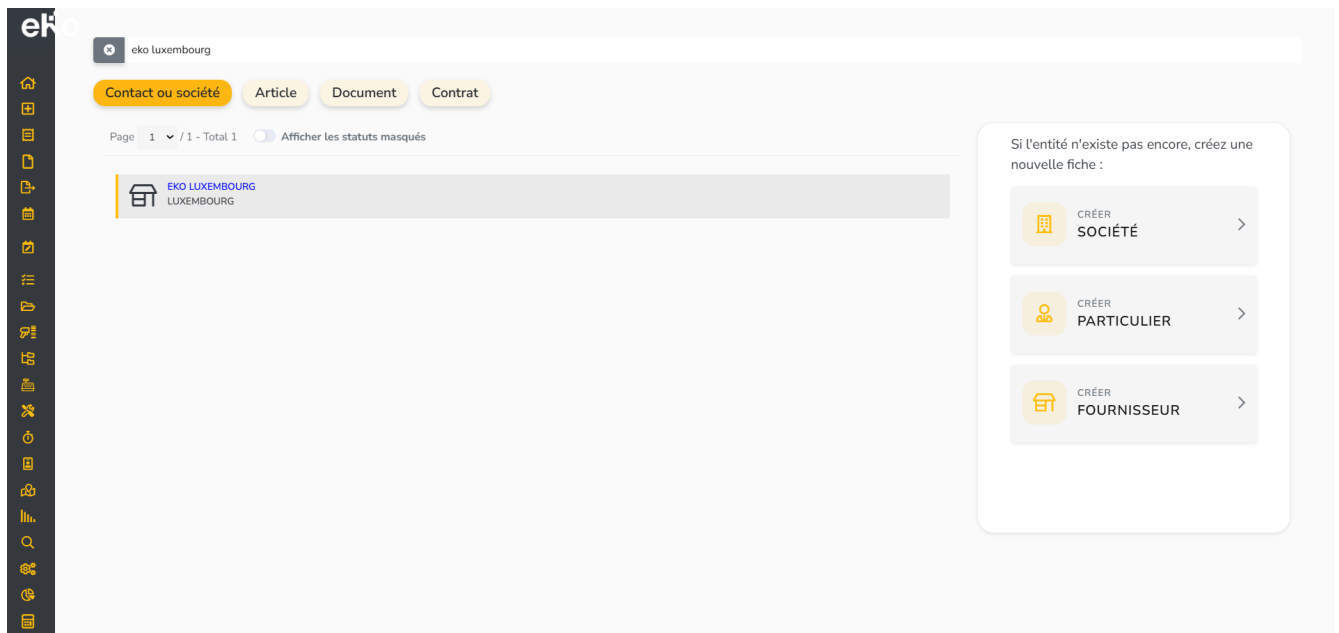 eko
eko luxembourg
Contact ou société Article Document Contrat
Page 1 / 1 - Total 1 Afficher les statuts masqués
EKO LUXEMBOURG
LUXEMBOURG
Si l'entité n'existe pas encore, créez une
nouvelle fiche :
CRÉER
SOCIÉTÉ
CRÉER
PARTICULIER
CRÉER
FOURNISSEUR